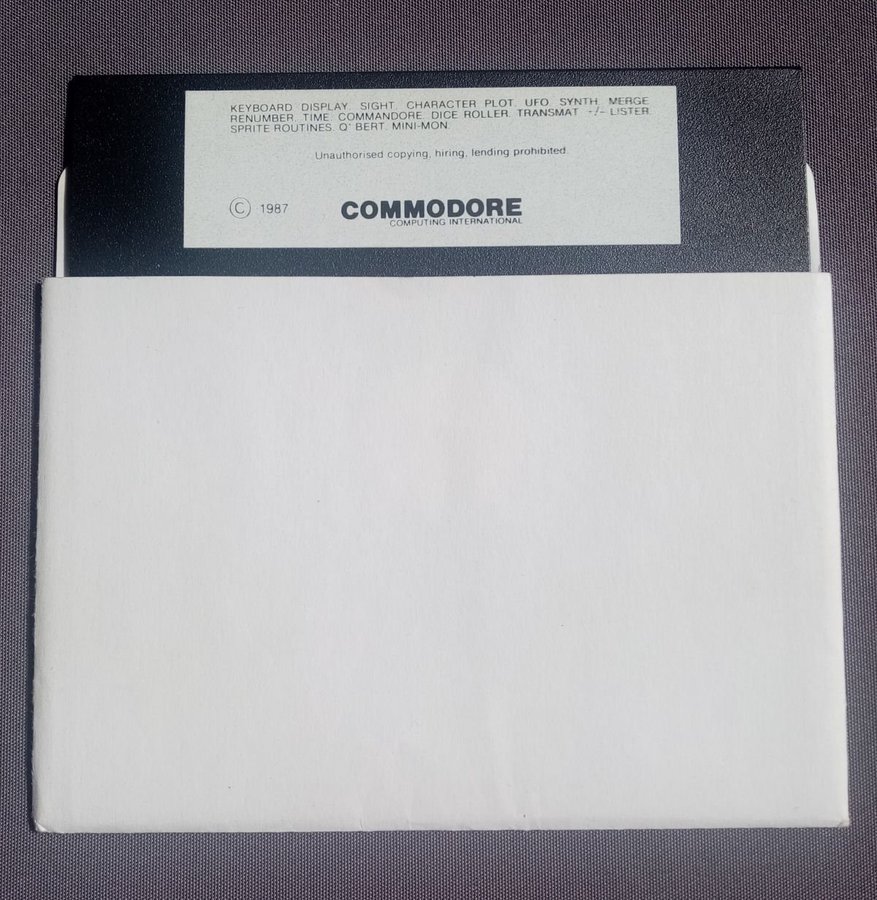 KEYBOARD DISPLAY. SIGHT. CHARACTER PLOT. UFO. SYNTH. MERGE
RENUMBER. TIME. COMMANDORE. DICE ROLLER. TRANSMAT +/- LISTER.
SPRITE ROUTINES. Q* BERT. MINI-MON.
Unauthorised copying, hiring, lending prohibited.
© 1987 COMMODORE
COMPUTING INTERNATIONAL